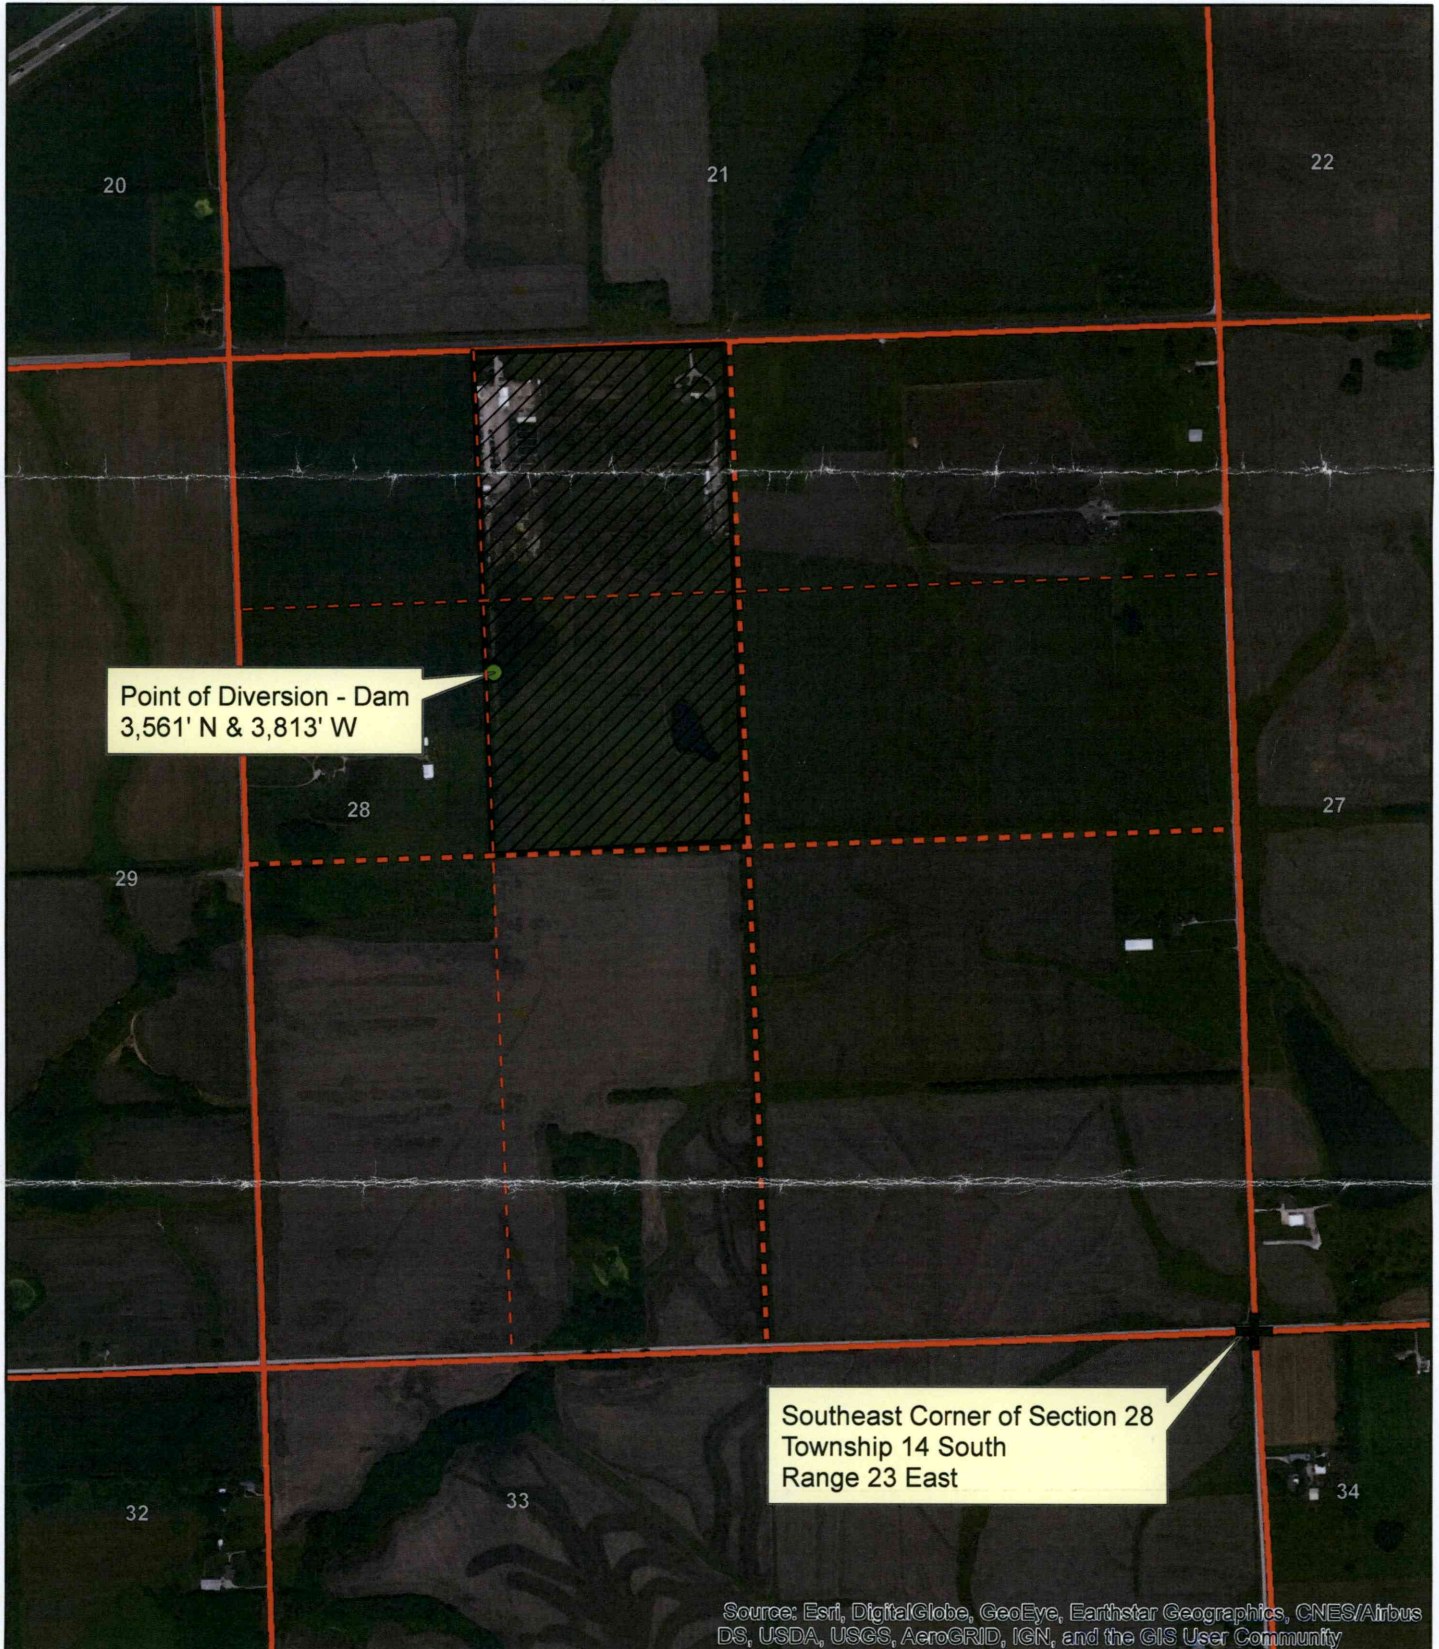 20
21
22
Point of Diversion - Dam
3,561' N & 3,813' W
28
27
29
Southeast Corner of Section 28
Township 14 South
Range 23 East
32
33
34
Source: Esri, DigitalGlobe, GeoEye, Earthstar Geographics, CNES/Airbus
DS, USDA, USGS, AeroGRID, IGN, and the GIS User Community